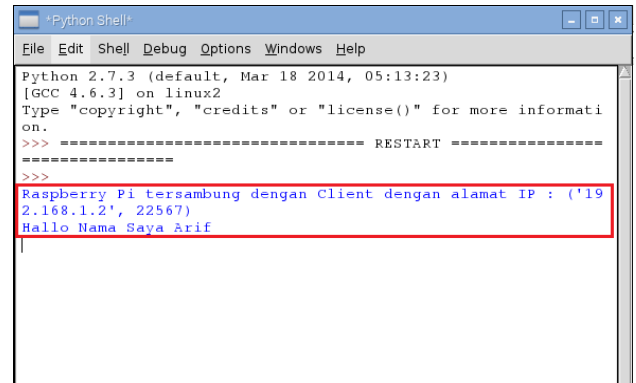 *Python Shell*
File Edit Shell Debug Options Windows Help
Python 2.7.3 (default, Mar 18 2014, 05:13:23)
[GCC 4.6.3] on linux2
Type "copyright", "credits" or "license()" for more informati
on.
>>> ================================ RESTART ================
================
>>>
Raspberry Pi tersambung dengan Client dengan alamat IP : ('19
2.168.1.2', 22567)
Hallo Nama Saya Arif